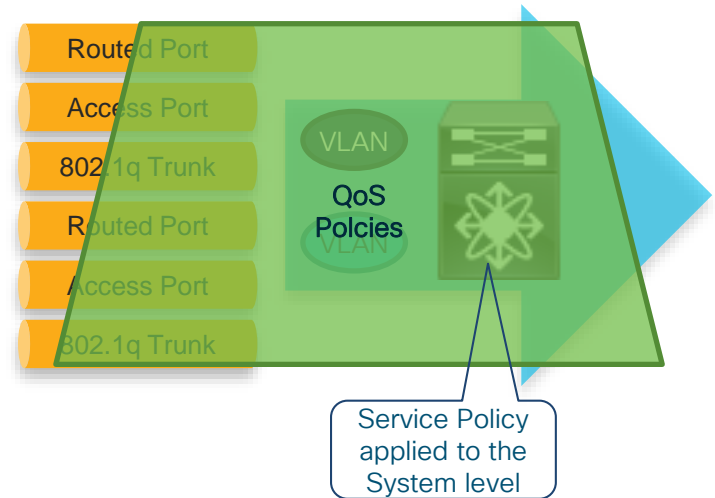 Routed Port
Access Port
802.1q Trunk
Routed Port
Access Port
802.1q Trunk
VLAN
QoS
Polcies
VLAN
Service Policy
applied to the
System level